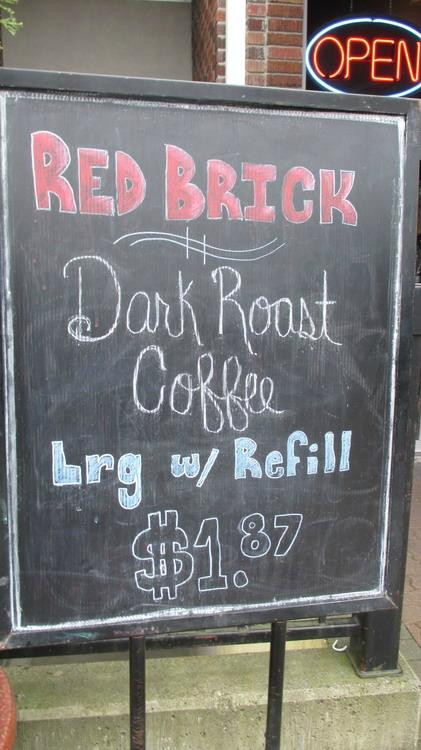 OPEN
RED BRICK
Dark Roast
Coffee
Lrg w/ Refill
$1.87